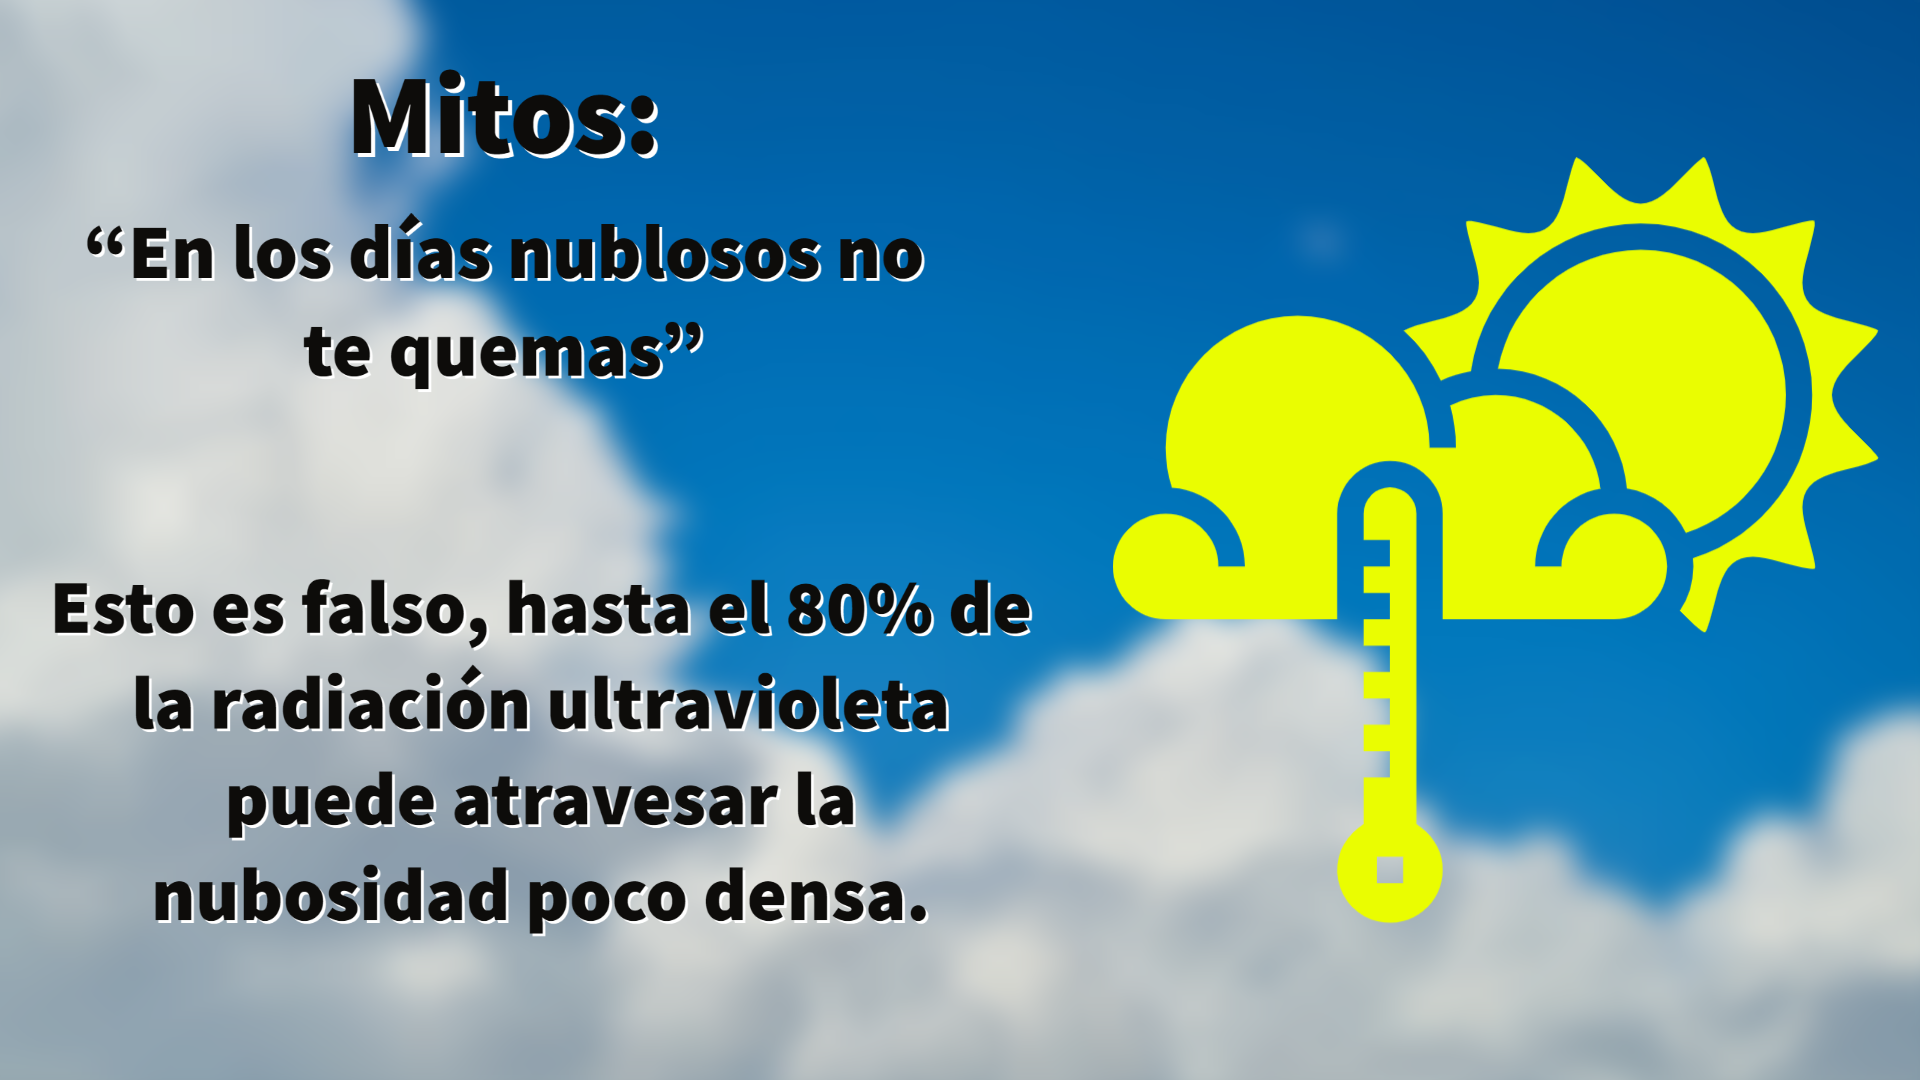 Mitos:
“En los días nublosos no
te quemas”
Esto es falso, hasta el 80% de
la radiación ultravioleta
puede atravesar la
nubosidad poco densa.